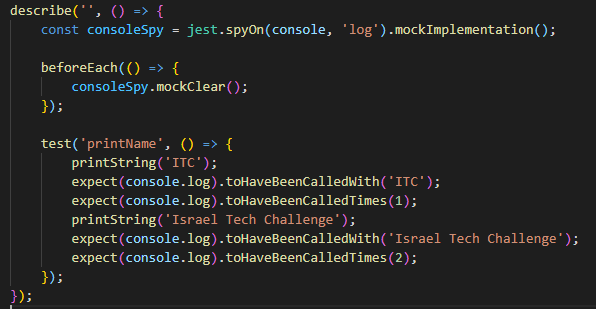 describe('', () => {
    const consoleSpy = jest.spyOn(console, 'log').mockImplementation();
    beforeEach(() => {
        consoleSpy.mockClear();
    });
    test('printName', () => {
        printString('ITC');
        expect(console.log).toHaveBeenCalledWith('ITC');
        expect(console.log).toHaveBeenCalledTimes(1);
        printString('Israel Tech Challenge');
        expect(console.log).toHaveBeenCalledWith('Israel Tech Challenge');
        expect(console.log).toHaveBeenCalledTimes(2);
    });
});